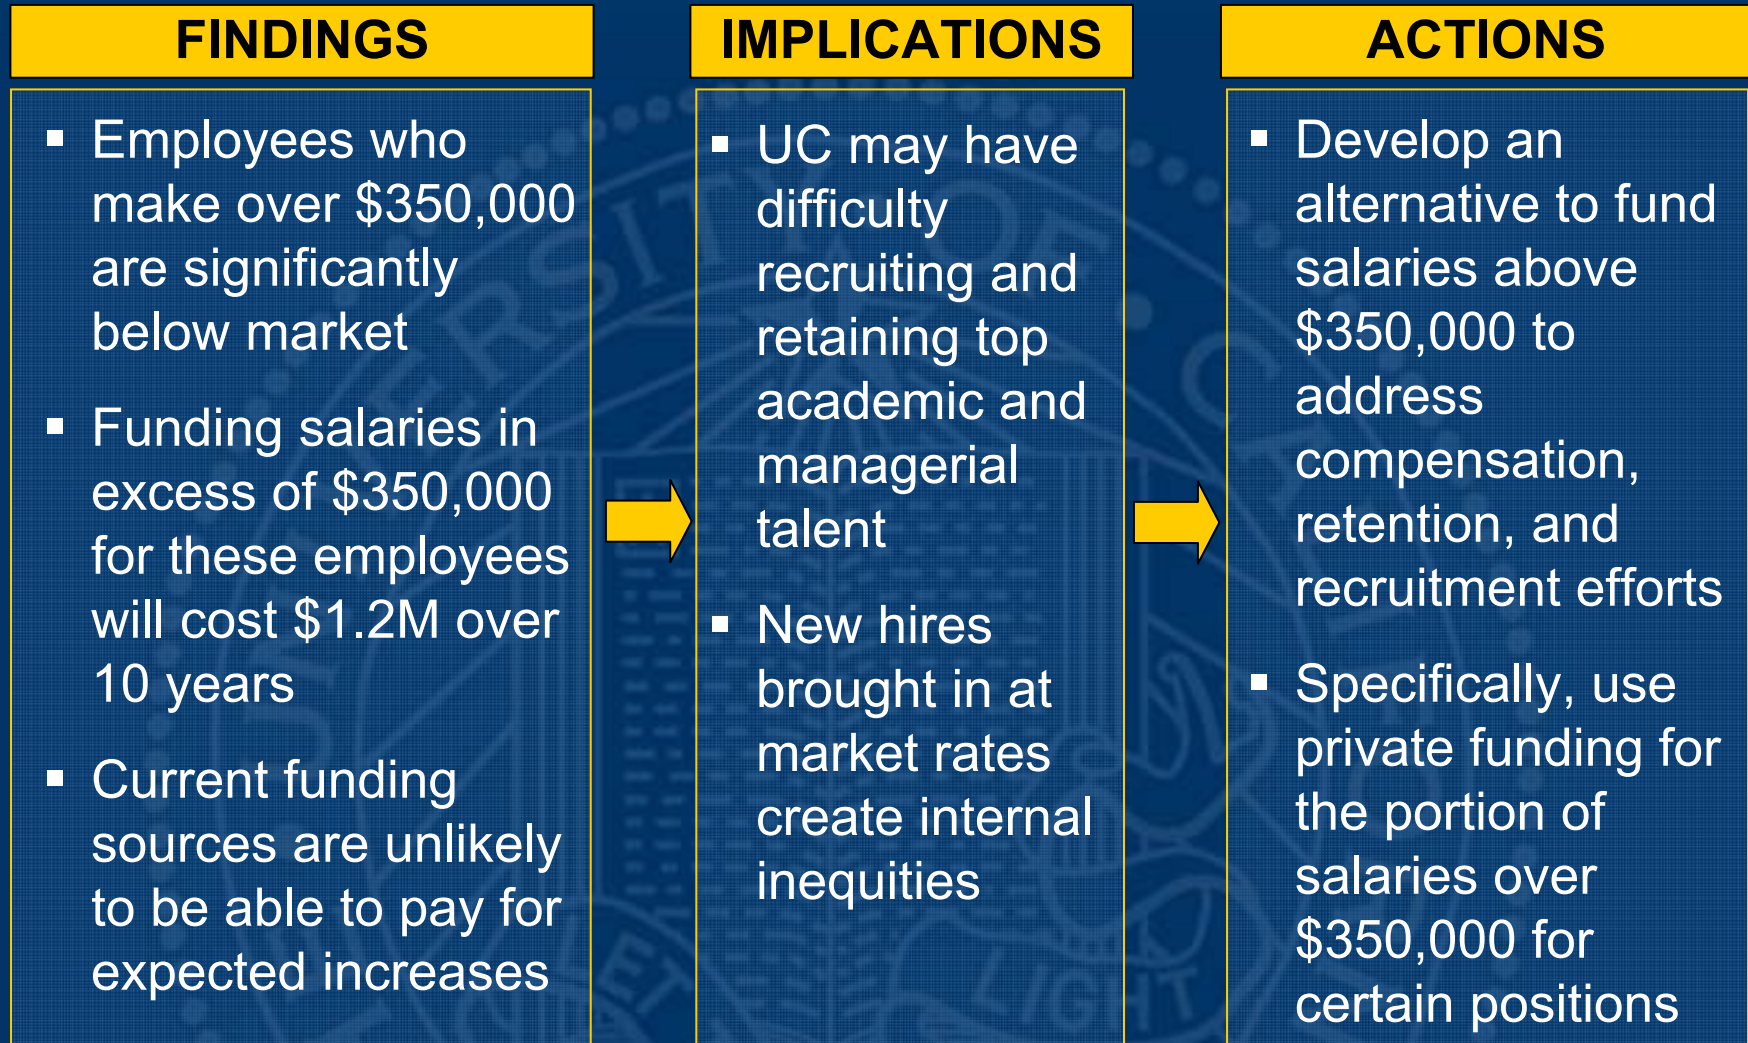 FINDINGS
▪ Employees who
make over $350,000
are significantly
below market
▪ Funding salaries in
excess of $350,000
for these employees
will cost $1.2M over
10 years
▪ Current funding
sources are unlikely
to be able to pay for
expected increases
IMPLICATIONS
▪ UC may have
difficulty
recruiting and
retaining top
academic and
managerial
talent
▪ New hires
brought in at
market rates
create internal
inequities
ACTIONS
▪ Develop an
alternative to fund
salaries above
$350,000 to
address
compensation,
retention, and
recruitment efforts
▪ Specifically, use
private funding for
the portion of
salaries over
$350,000 for
certain positions
LET
LIGHT